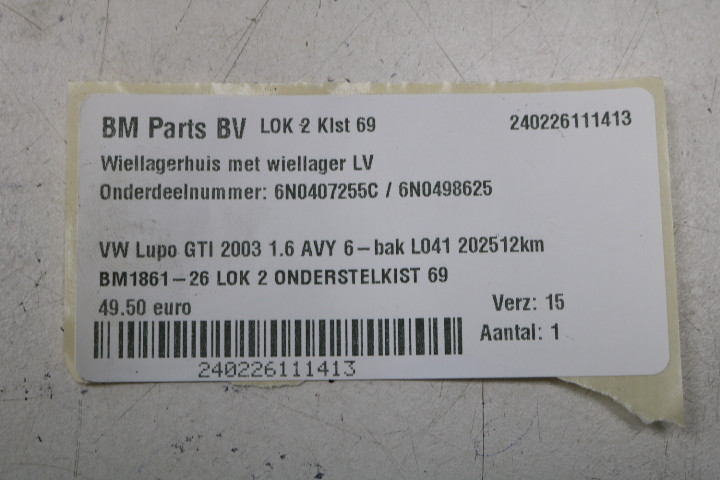 BM Parts BV LOK 2 Klst 69 240226111413
Wiellagerhuis met wiellager LV
Onderdeelnummer: 6N0407255C / 6N0498625
VW Lupo GTI 2003 1.6 AVY 6-bak L041 202512km
BM1861-26 LOK 2 ONDERSTELKIST 69
49.50 euro Verz: 15
Aantal: 1
240226111413